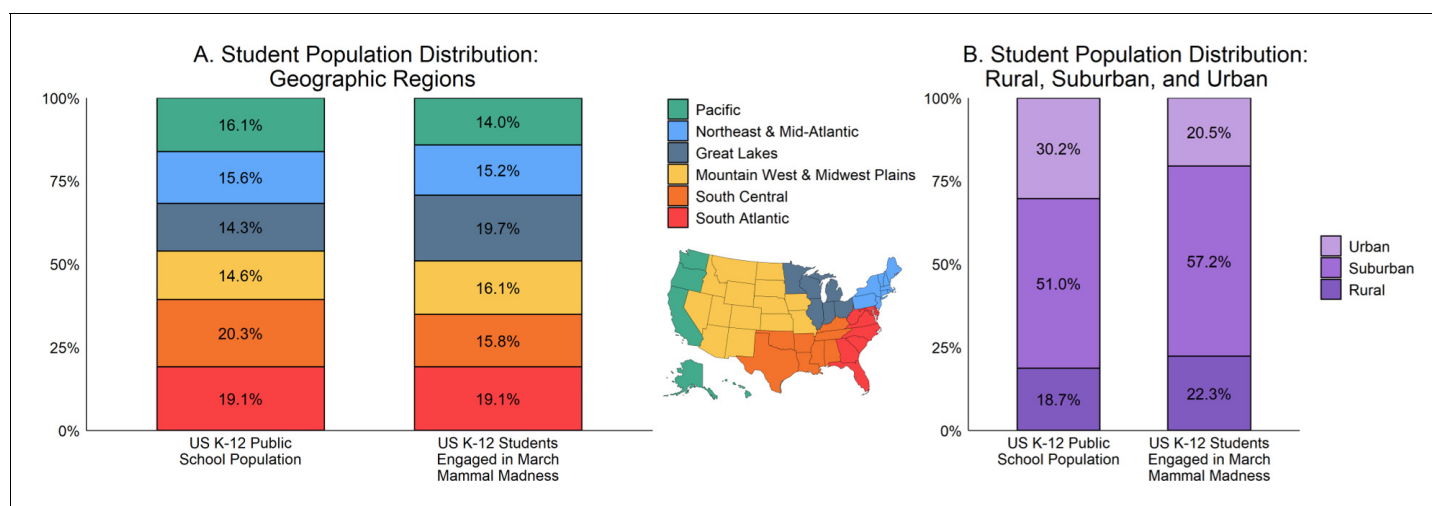 A. Student Population Distribution:
Geographic Regions
100%
75%
50%
25%
0%
16.1%
15.6%
14.3%
14.6%
20.3%
19.1%
14.0%
15.2%
19.7%
16.1%
15.8%
19.1%
US K-12 Public
School Population
US K-12 Students
Engaged in March
Mammal Madness
Pacific
Northeast & Mid-Atlantic
Great Lakes
Mountain West & Midwest Plains
South Central
South Atlantic
B. Student Population Distribution:
Rural, Suburban, and Urban
100%
75%
50%
25%
0%
30.2%
51.0%
18.7%
20.5%
57.2%
22.3%
US K-12 Public
School Population
US K-12 Students
Engaged in March
Mammal Madness
Urban
Suburban
Rural